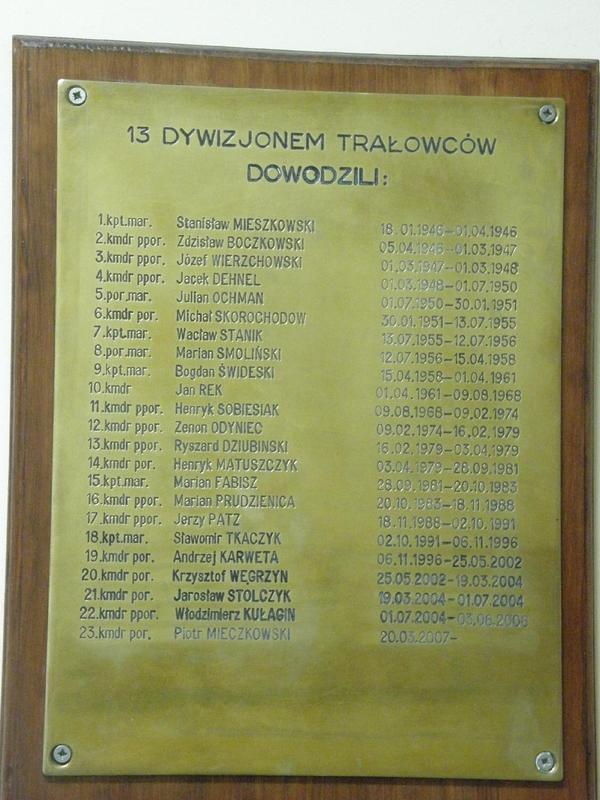 13 DYWIZJONEM TRAŁOWCÓW
DOWODZILI:
1.kpt.mar. Stanisław MIESZKOWSKI 18.01.1946–01.04.1946
2.kmdr ppor. Zdzisław BOCZKOWSKI 05.04.1946–01.03.1947
3.kmdr ppor. Józef WIERZCHOWSKI 01.03.1947–01.03.1948
4.kmdr ppor. Jacek DEHNEL 01.03.1948–01.07.1950
5.por.mar. Julian OCHMAN 01.07.1950–30.01.1951
6.kmdr por. Michał SKOROCHODOW 30.01.1951–13.07.1955
7.kpt.mar. Wacław STANIK 13.07.1955–12.07.1956
8.por.mar. Marian SMOLIŃSKI 12.07.1956–15.04.1958
9.kpt.mar. Bogdan ŚWIDESKI 15.04.1958–01.04.1961
10.kmdr Jan REK 01.04.1961–09.08.1968
11.kmdr ppor. Henryk SOBIESIAK 09.08.1968–09.02.1974
12.kmdr ppor. Zenon ODYNIEC 09.02.1974–16.02.1979
13.kmdr ppor. Ryszard DZIUBINSKI 16.02.1979–03.04.1979
14.kmdr por. Henryk MATUSZCZYK 03.04.1979–28.09.1981
15.kpt.mar. Marian FABISZ 28.09.1981–20.10.1983
16.kmdr ppor. Marian PRUDZIENICA 20.10.1983–18.11.1988
17.kmdr ppor. Jerzy PATZ 18.11.1988–02.10.1991
18.kpt.mar. Sławomir TKACZYK 02.10.1991–06.11.1996
19.kmdr por. Andrzej KARWETA 06.11.1996–25.05.2002
20.kmdr por. Krzysztof WĘGRZYN 25.05.2002–19.03.2004
21.kmdr por. Jarosław STOLCZYK 19.03.2004–01.07.2004
22.kmdr ppor. Włodzimierz KUŁAGIN 01.07.2004–03.06.2006
23.kmdr por. Piotr MIECZKOWSKI 20.03.2007–